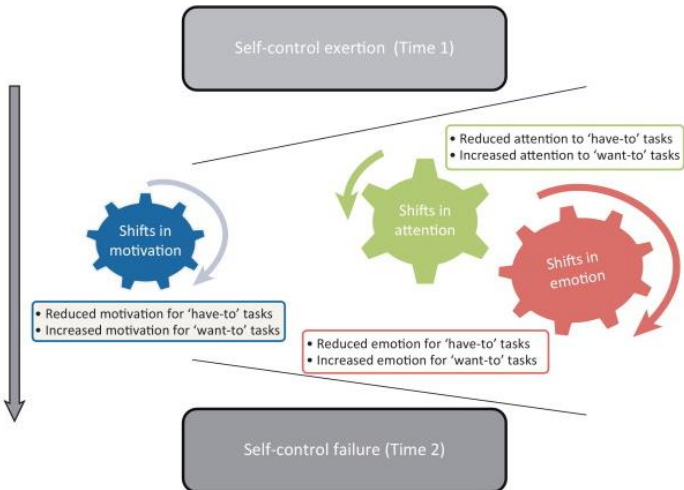 Self-control exertion (Time 1)
• Reduced attention to ‘have-to’ tasks
• Increased attention to ‘want-to’ tasks
Shifts in
attention
Shifts in
motivation
Shifts in
emotion
• Reduced motivation for ‘have-to’ tasks
• Increased motivation for ‘want-to’ tasks
• Reduced emotion for ‘have-to’ tasks
• Increased emotion for ‘want-to’ tasks
Self-control failure (Time 2)